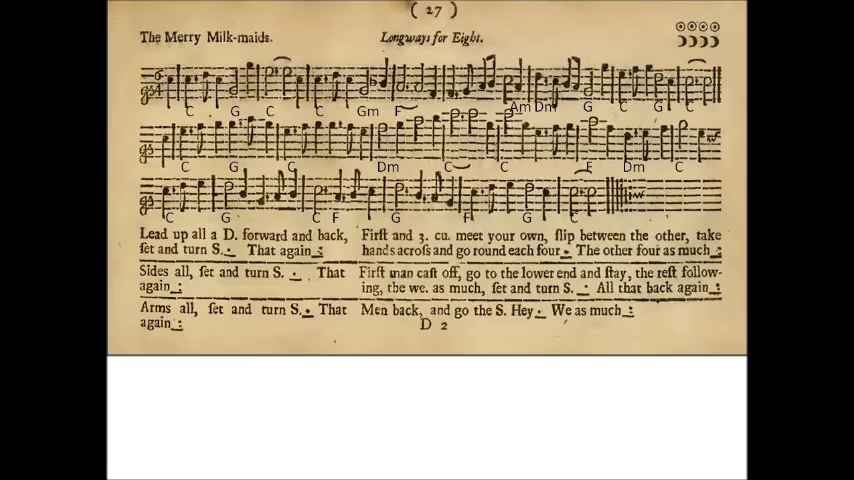 ( 27 )
The Merry Milk-maids. Longways for Eight.
C G C C Gm F Am Dm G C G C
C G C Dm C C F Dm C
C G C F G F G C
Lead up all a D. forward and back,
ſet and turn S. That again
Firſt and 3. cu. meet your own, ſlip between the other, take
hands acroſs and go round each four The other four as much
Sides all, ſet and turn S. That
again
Firſt man caſt off, go to the lower end and ſtay, the reſt follow-
ing, the we. as much, ſet and turn S. All that back again
Arms all, ſet and turn S. That
again
Men back, and go the S. Hey We as much
D 2